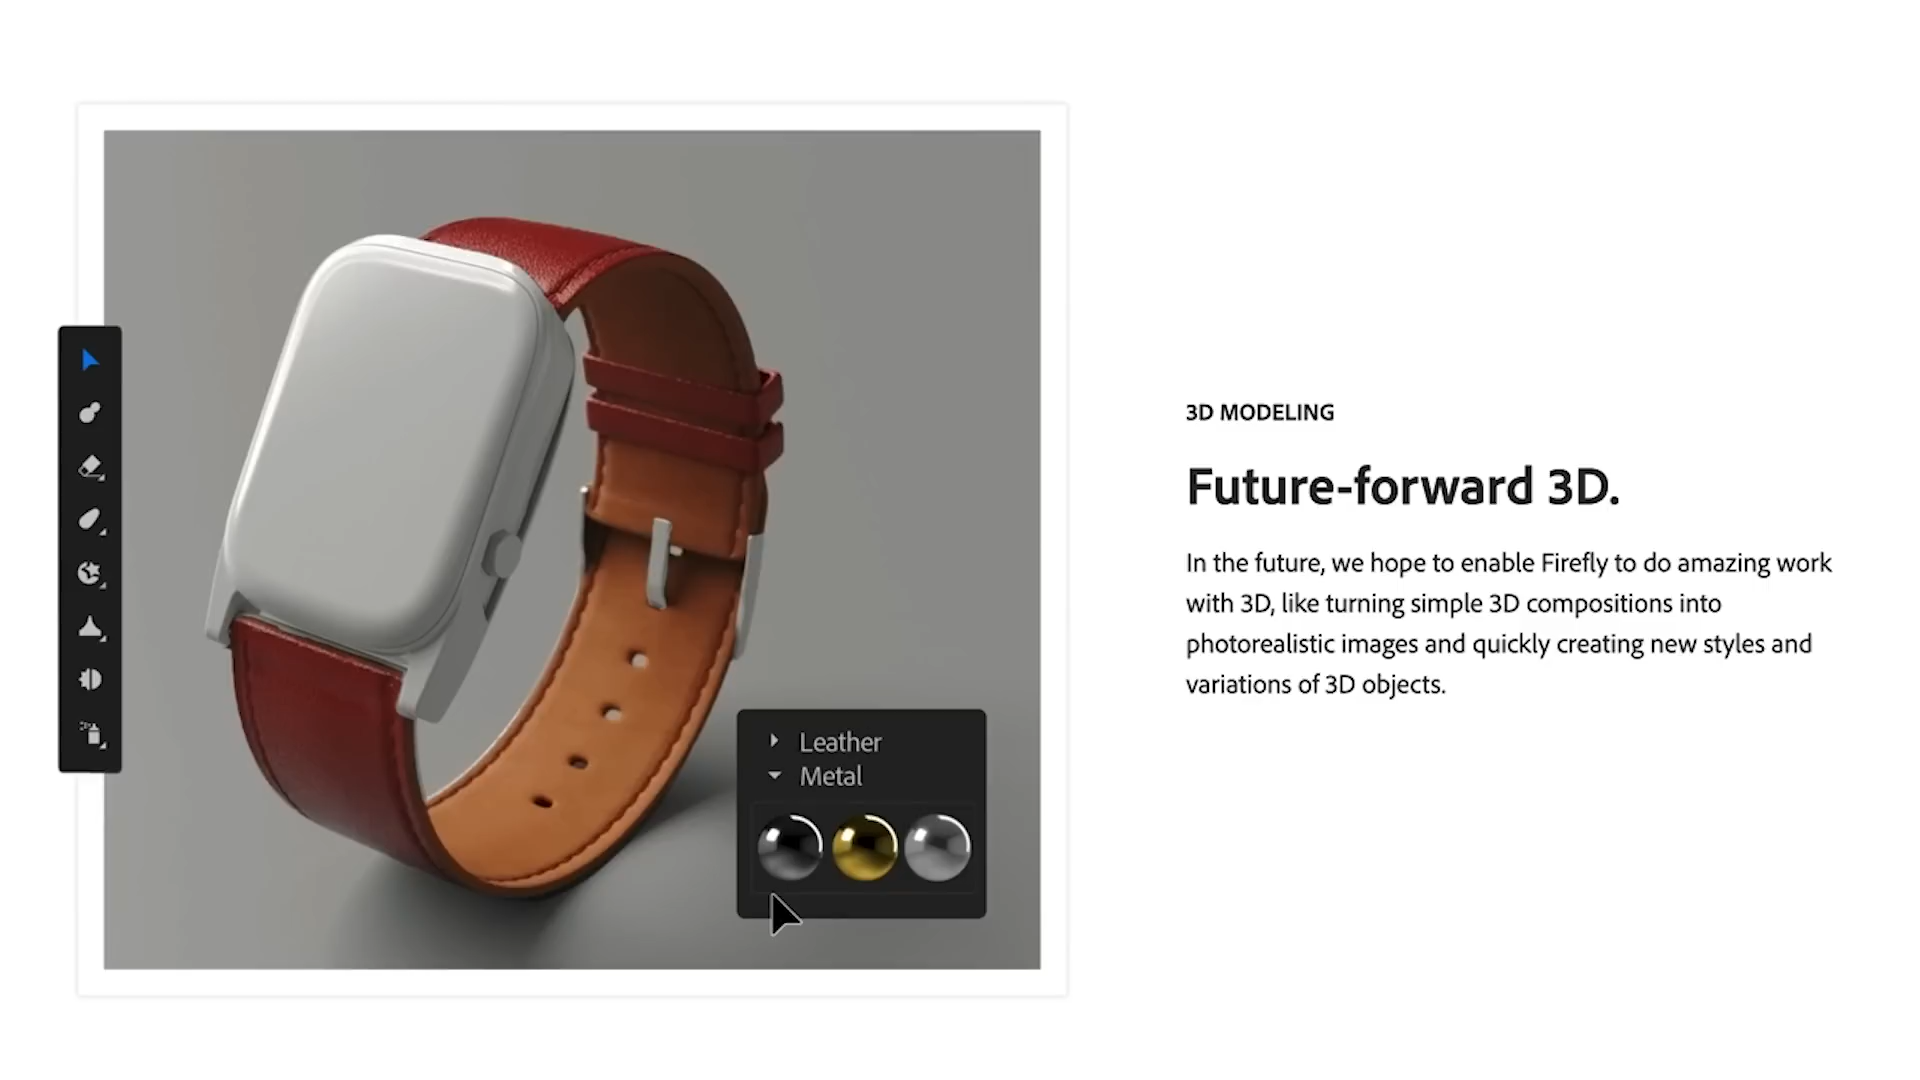 Leather
Metal
3D MODELING
Future-forward 3D.
In the future, we hope to enable Firefly to do amazing work
with 3D, like turning simple 3D compositions into
photorealistic images and quickly creating new styles and
variations of 3D objects.